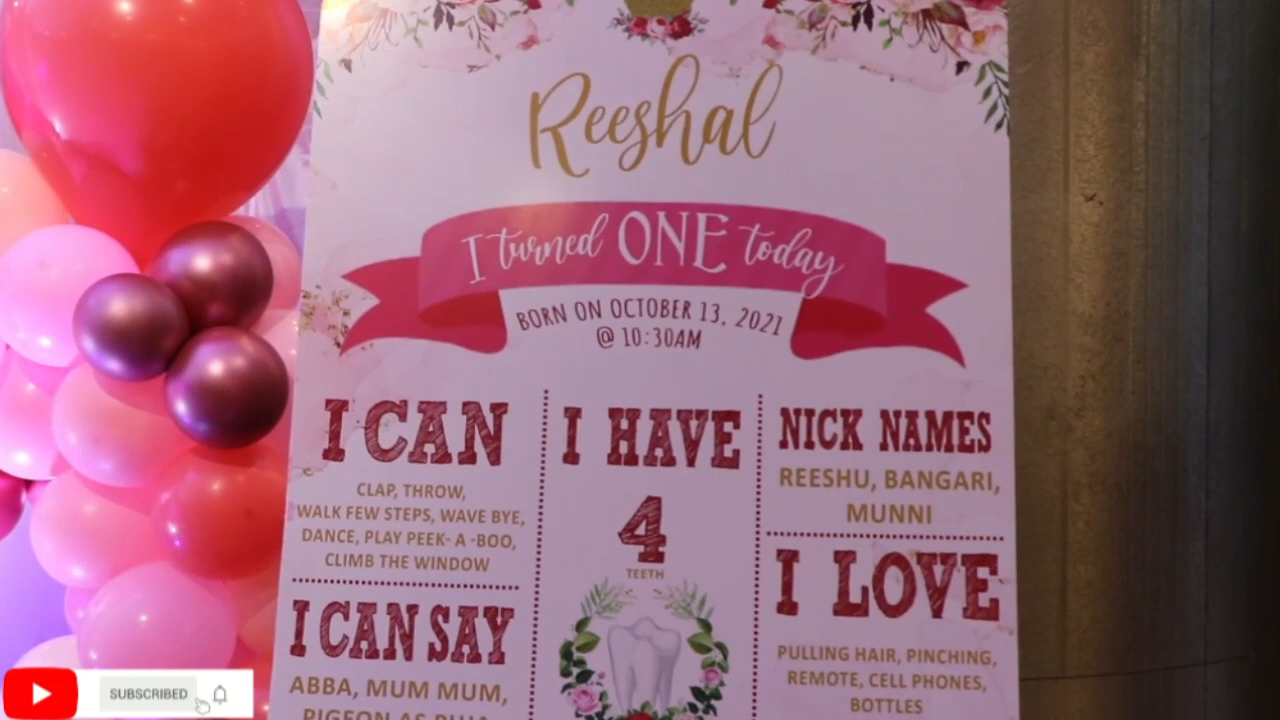 Reeshal
I turned ONE today
BORN ON OCTOBER 13, 2021
@ 10:30AM
I CAN
CLAP, THROW,
WALK FEW STEPS, WAVE BYE,
DANCE, PLAY PEEK- A -BOO,
CLIMB THE WINDOW
I CAN SAY
ABBA, MUM MUM,
PIGEON AS
I HAVE
4
TEETH
NICK NAMES
REESHU, BANGARI,
MUNNI
I LOVE
PULLING HAIR, PINCHING,
REMOTE, CELL PHONES,
BOTTLES
SUBSCRIBED